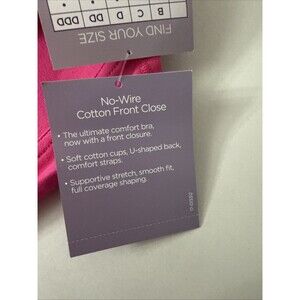 FIND YOUR SIZE
B C D DD DDD
No-Wire
Cotton Front Close
• The ultimate comfort bra,
now with a front closure.
• Soft cotton cups, U-shaped back,
comfort straps.
• Supportive stretch, smooth fit,
full coverage shaping.